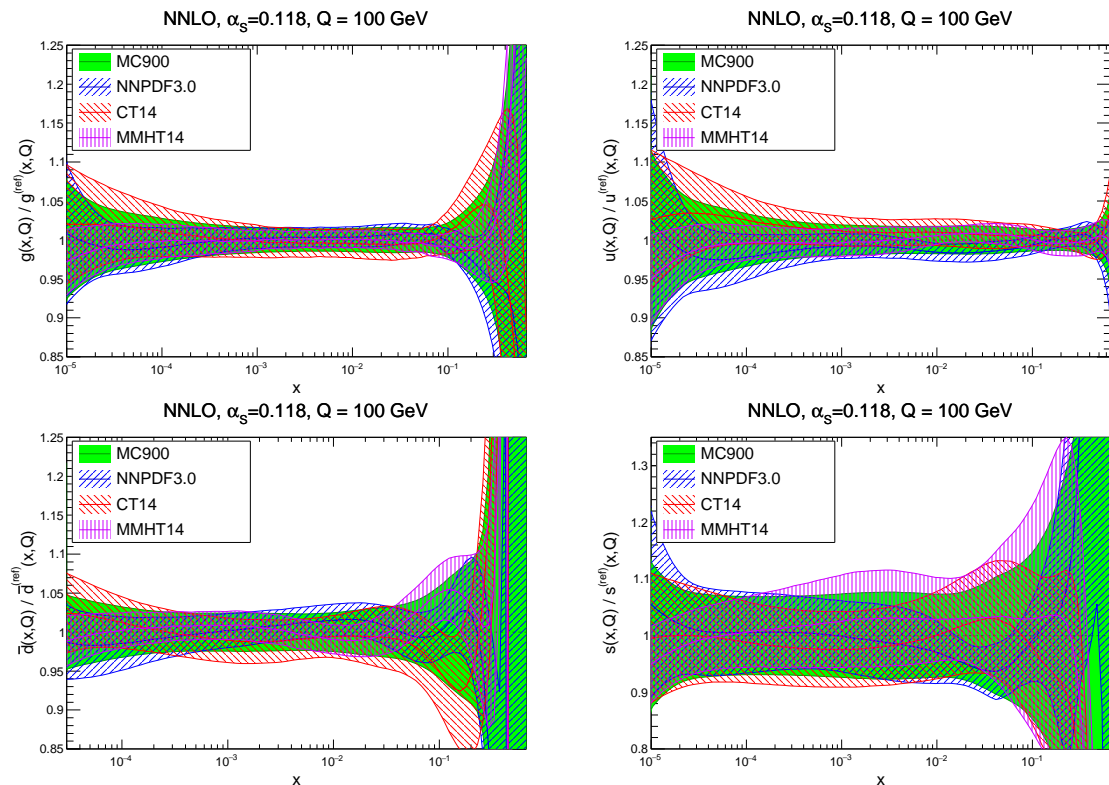 NNLO, αS=0.118, Q = 100 GeV
1.25
1.2
1.15
1.1
1.05
1
0.95
0.9
0.85
g(x,Q) / g(ref)(x,Q)
MC900
NNPDF3.0
CT14
MMHT14
10−5 10−4 10−3 10−2 10−1
x
NNLO, αS=0.118, Q = 100 GeV
1.25
1.2
1.15
1.1
1.05
1
0.95
0.9
0.85
u(x,Q) / u(ref)(x,Q)
MC900
NNPDF3.0
CT14
MMHT14
10−5 10−4 10−3 10−2 10−1
x
NNLO, αS=0.118, Q = 100 GeV
1.25
1.2
1.15
1.1
1.05
1
0.95
0.9
0.85
d̄(x,Q) / d̄(ref)(x,Q)
MC900
NNPDF3.0
CT14
MMHT14
10−4 10−3 10−2 10−1
x
NNLO, αS=0.118, Q = 100 GeV
1.3
1.2
1.1
1
0.9
0.8
s(x,Q) / s(ref)(x,Q)
MC900
NNPDF3.0
CT14
MMHT14
10−5 10−4 10−3 10−2 10−1
x